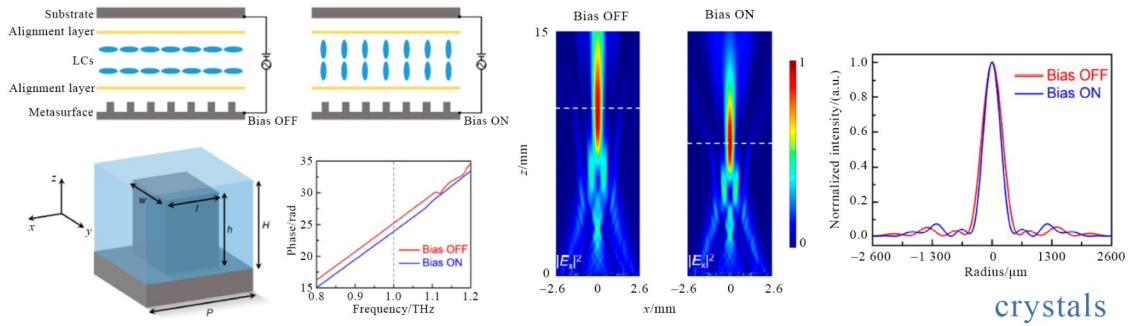 Substrate
Alignment layer
LCs
Alignment layer
Metasurface
Bias OFF
Bias ON
z
x
y
w
l
h
H
P
Phase/rad
35
30
25
20
15
Bias OFF
Bias ON
0.8
0.9
1.0
1.1
1.2
Frequency/THz
Bias OFF
Bias ON
15
z/mm
0
|Eₓ|²
|Eₓ|²
−2.6
0
2.6
−2.6
0
2.6
x/mm
1
0
Normalized intensity/(a.u.)
1.0
0.8
0.6
0.4
0.2
0.0
Bias OFF
Bias ON
−2 600
−1 300
0
1300
2600
Radius/μm
crystals